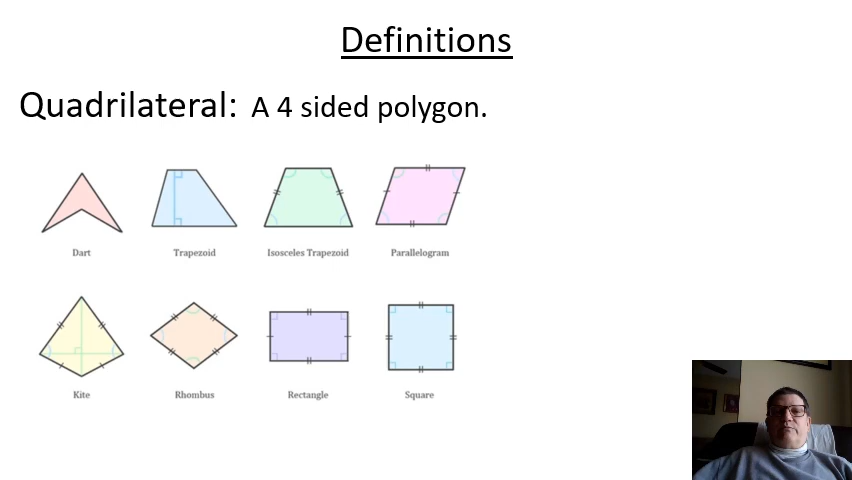 Definitions
Quadrilateral: A 4 sided polygon.
Dart Trapezoid Isosceles Trapezoid Parallelogram
Kite Rhombus Rectangle Square